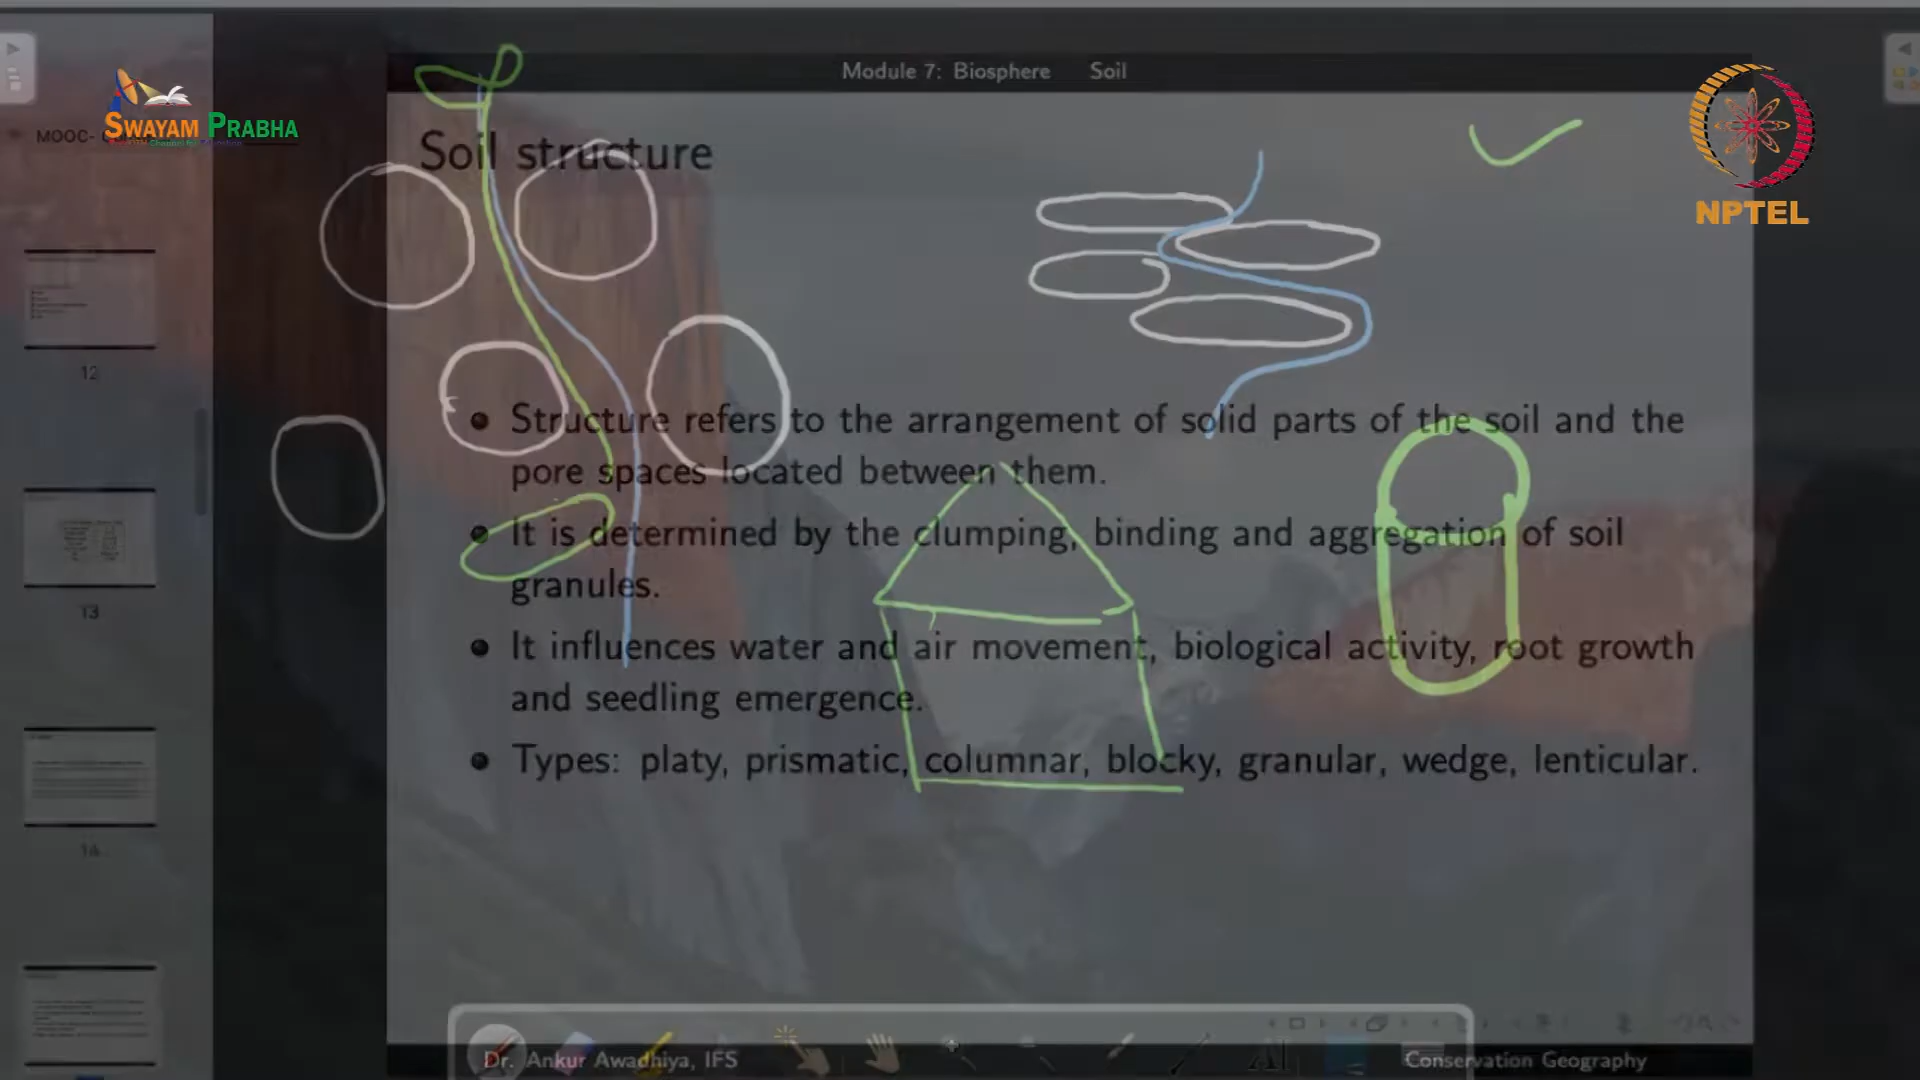 Module 7: Biosphere Soil
SWAYAM PRABHA
MOOC-
NPTEL
Soil structure
Structure refers to the arrangement of solid parts of the soil and the
pore spaces located between them.
It is determined by the clumping, binding and aggregation of soil
granules.
It influences water and air movement, biological activity, root growth
and seedling emergence.
Types: platy, prismatic, columnar, blocky, granular, wedge, lenticular.
12
13
14
Dr. Ankur Awadhiya, IFS
Conservation Geography